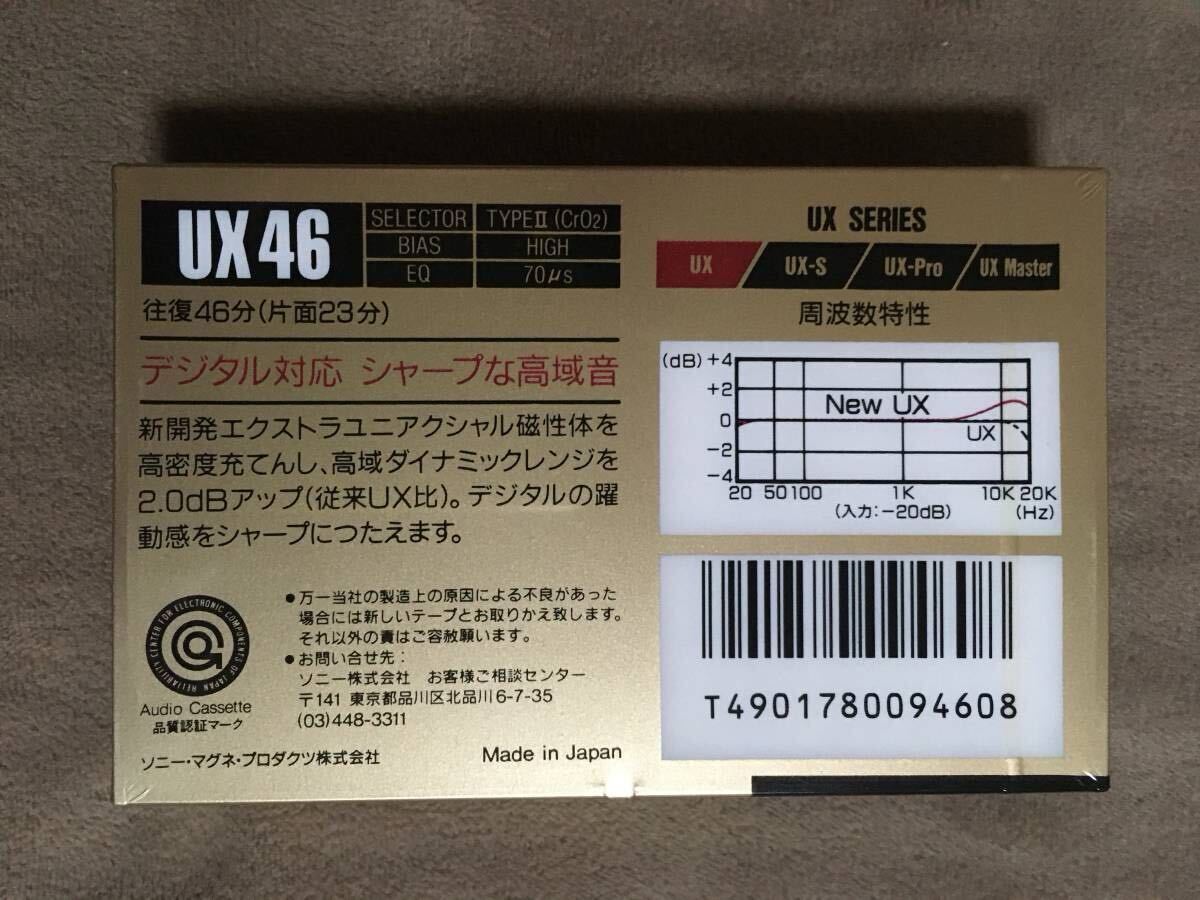 UX46
SELECTOR TYPEⅡ (CrO2)
BIAS HIGH
EQ 70μs
往復46分(片面23分)
デジタル対応 シャープな高域音
新開発エクストラユニアクシャル磁性体を
高密度充てんし、高域ダイナミックレンジを
2.0dBアップ(従来UX比)。デジタルの躍
動感をシャープにつたえます。
RELIABILITY CENTER FOR ELECTRONIC COMPONENTS OF JAPAN
Audio Cassette
品質認証マーク
●万一当社の製造上の原因による不良があった
場合には新しいテープとお取りかえ致します。
それ以外の責はご容赦願います。
●お問い合せ先：
ソニー株式会社 お客様ご相談センター
〒141 東京都品川区北品川6-7-35
(03)448-3311
ソニー・マグネ・プロダクツ株式会社
Made in Japan
UX SERIES
UX UX-S UX-Pro UX Master
周波数特性
(dB) +4
+2
0
-2
-4
New UX
UX
20 50 100 1K 10K 20K
(入力:-20dB) (Hz)
T4901780094608